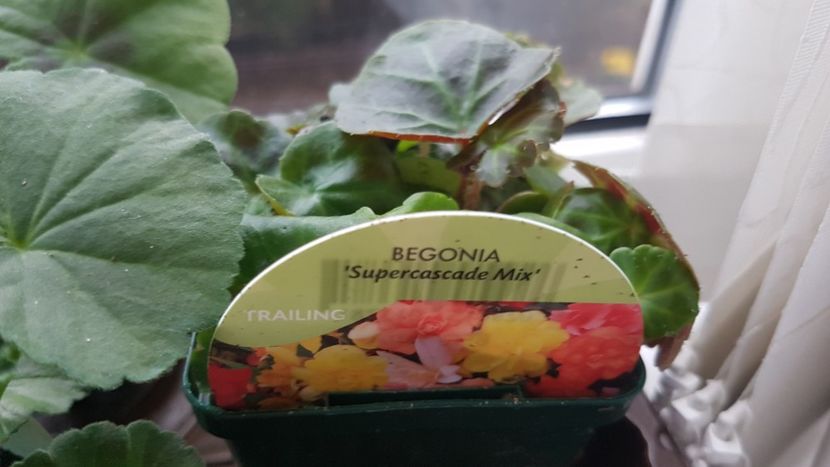 BEGONIA
'Supercascade Mix'
TRAILING